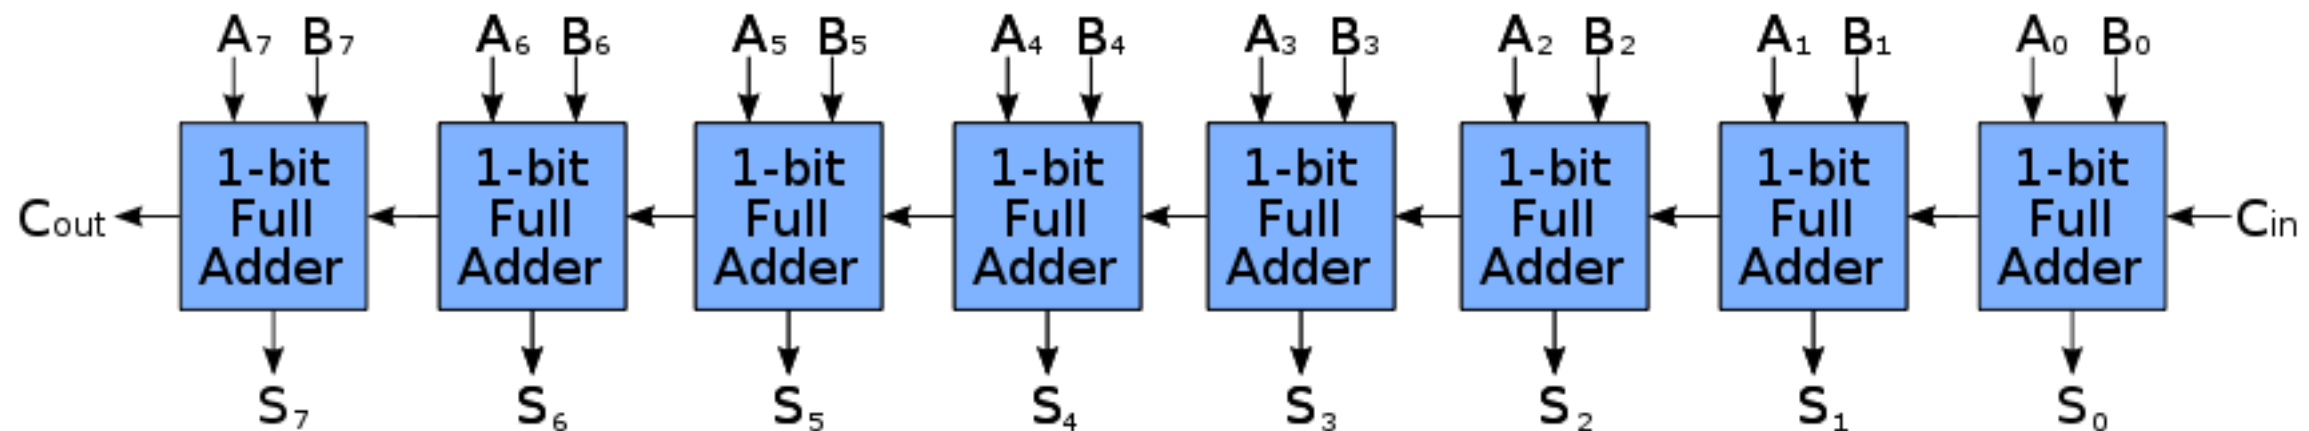 A₇ B₇ A₆ B₆ A₅ B₅ A₄ B₄ A₃ B₃ A₂ B₂ A₁ B₁ A₀ B₀
1-bit 1-bit 1-bit 1-bit 1-bit 1-bit 1-bit 1-bit
Cout Full Full Full Full Full Full Full Full Cin
Adder Adder Adder Adder Adder Adder Adder Adder
S₇ S₆ S₅ S₄ S₃ S₂ S₁ S₀